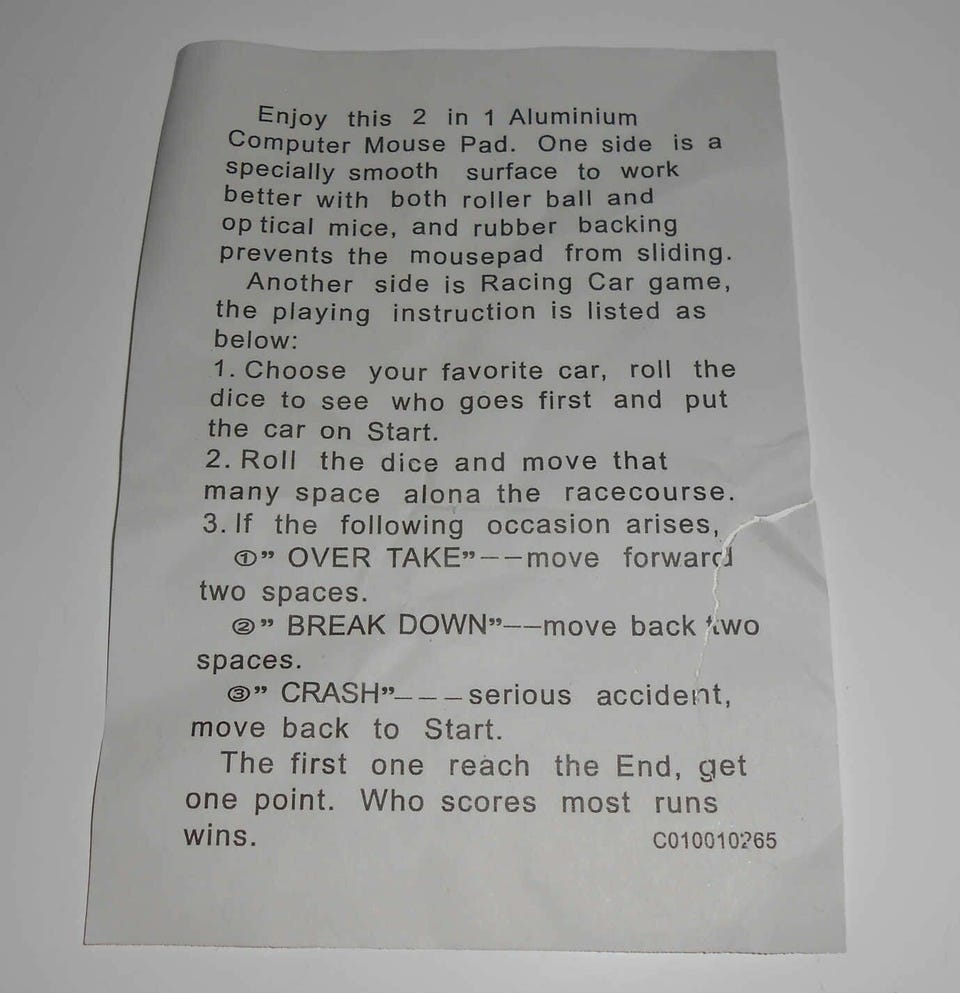 Enjoy this 2 in 1 Aluminium
Computer Mouse Pad. One side is a
specially smooth surface to work
better with both roller ball and
op tical mice, and rubber backing
prevents the mousepad from sliding.
Another side is Racing Car game,
the playing instruction is listed as
below:
1. Choose your favorite car, roll the
dice to see who goes first and put
the car on Start.
2. Roll the dice and move that
many space alona the racecourse.
3. If the following occasion arises,
①” OVER TAKE”——move forward
two spaces.
②” BREAK DOWN”——move back two
spaces.
③” CRASH”———serious accident,
move back to Start.
The first one reach the End, get
one point. Who scores most runs
wins.
C010010265